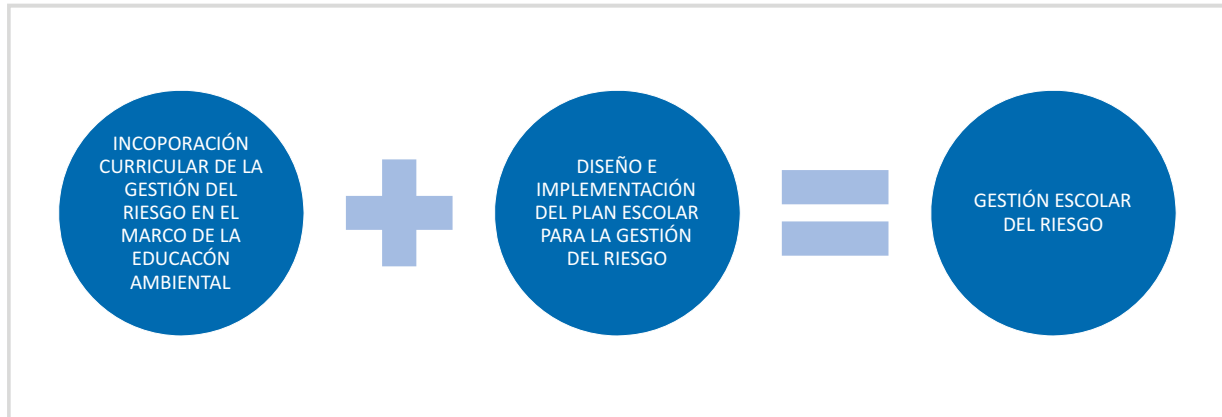 INCOPORACIÓN
CURRICULAR DE LA
GESTIÓN DEL
RIESGO EN EL
MARCO DE LA
EDUCACÓN
AMBIENTAL
DISEÑO E
IMPLEMENTACIÓN
DEL PLAN ESCOLAR
PARA LA GESTIÓN
DEL RIESGO
GESTIÓN ESCOLAR
DEL RIESGO